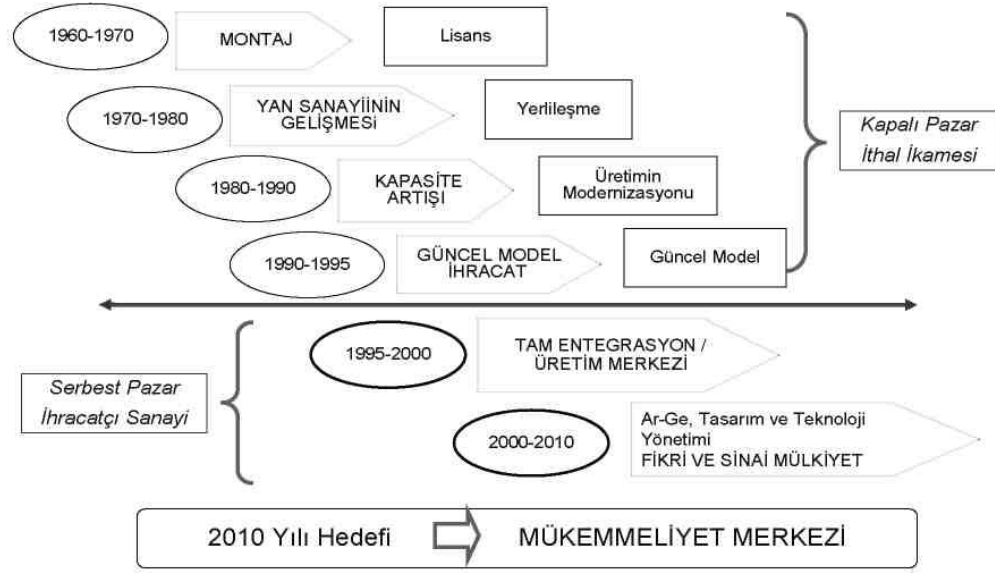 1960-1970
MONTAJ
Lisans
1970-1980
YAN SANAYİİNİN
GELİŞMESİ
Yerlileşme
Kapalı Pazar
İthal İkamesi
1980-1990
KAPASİTE
ARTIŞI
Üretimin
Modernizasyonu
1990-1995
GÜNCEL MODEL
İHRACAT
Güncel Model
1995-2000
TAM ENTEGRASYON /
ÜRETİM MERKEZİ
Serbest Pazar
İhracatçı Sanayi
2000-2010
Ar-Ge, Tasarım ve Teknoloji
Yönetimi
FİKRİ VE SİNAİ MÜLKİYET
2010 Yılı Hedefi
MÜKEMMELİYET MERKEZİ